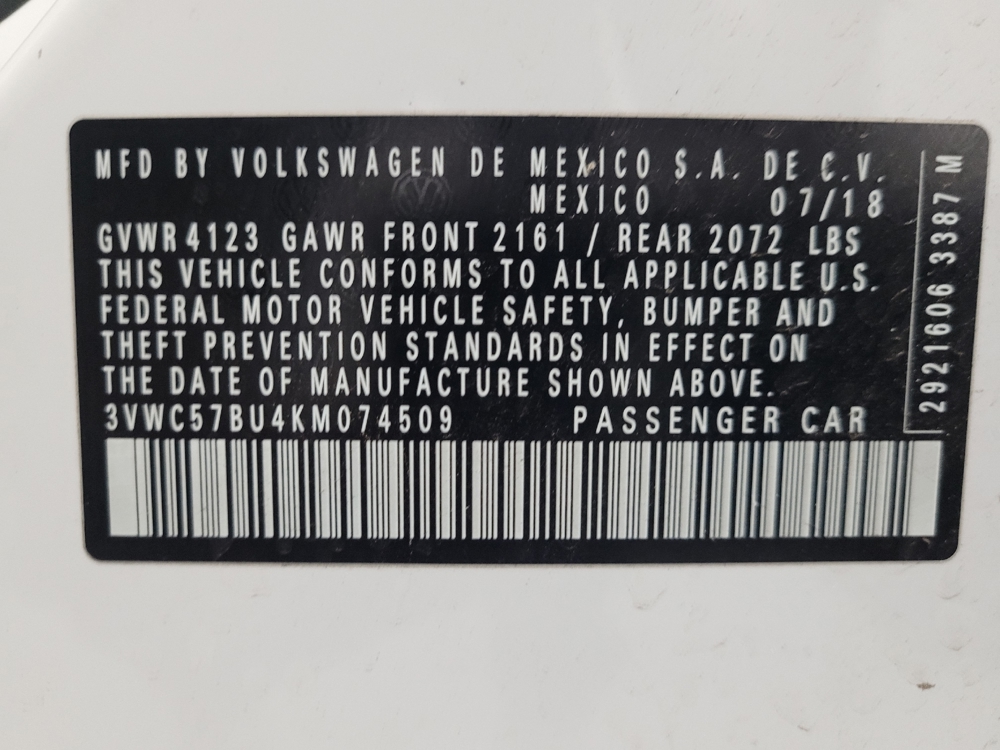 MFD BY VOLKSWAGEN DE MEXICO S.A. DE C.V.
MEXICO 07/18
GVWR 4123 GAWR FRONT 2161 / REAR 2072 LBS
THIS VEHICLE CONFORMS TO ALL APPLICABLE U.S.
FEDERAL MOTOR VEHICLE SAFETY, BUMPER AND
THEFT PREVENTION STANDARDS IN EFFECT ON
THE DATE OF MANUFACTURE SHOWN ABOVE.
3VWC57BU4KM074509 PASSENGER CAR
2921606 3387 M